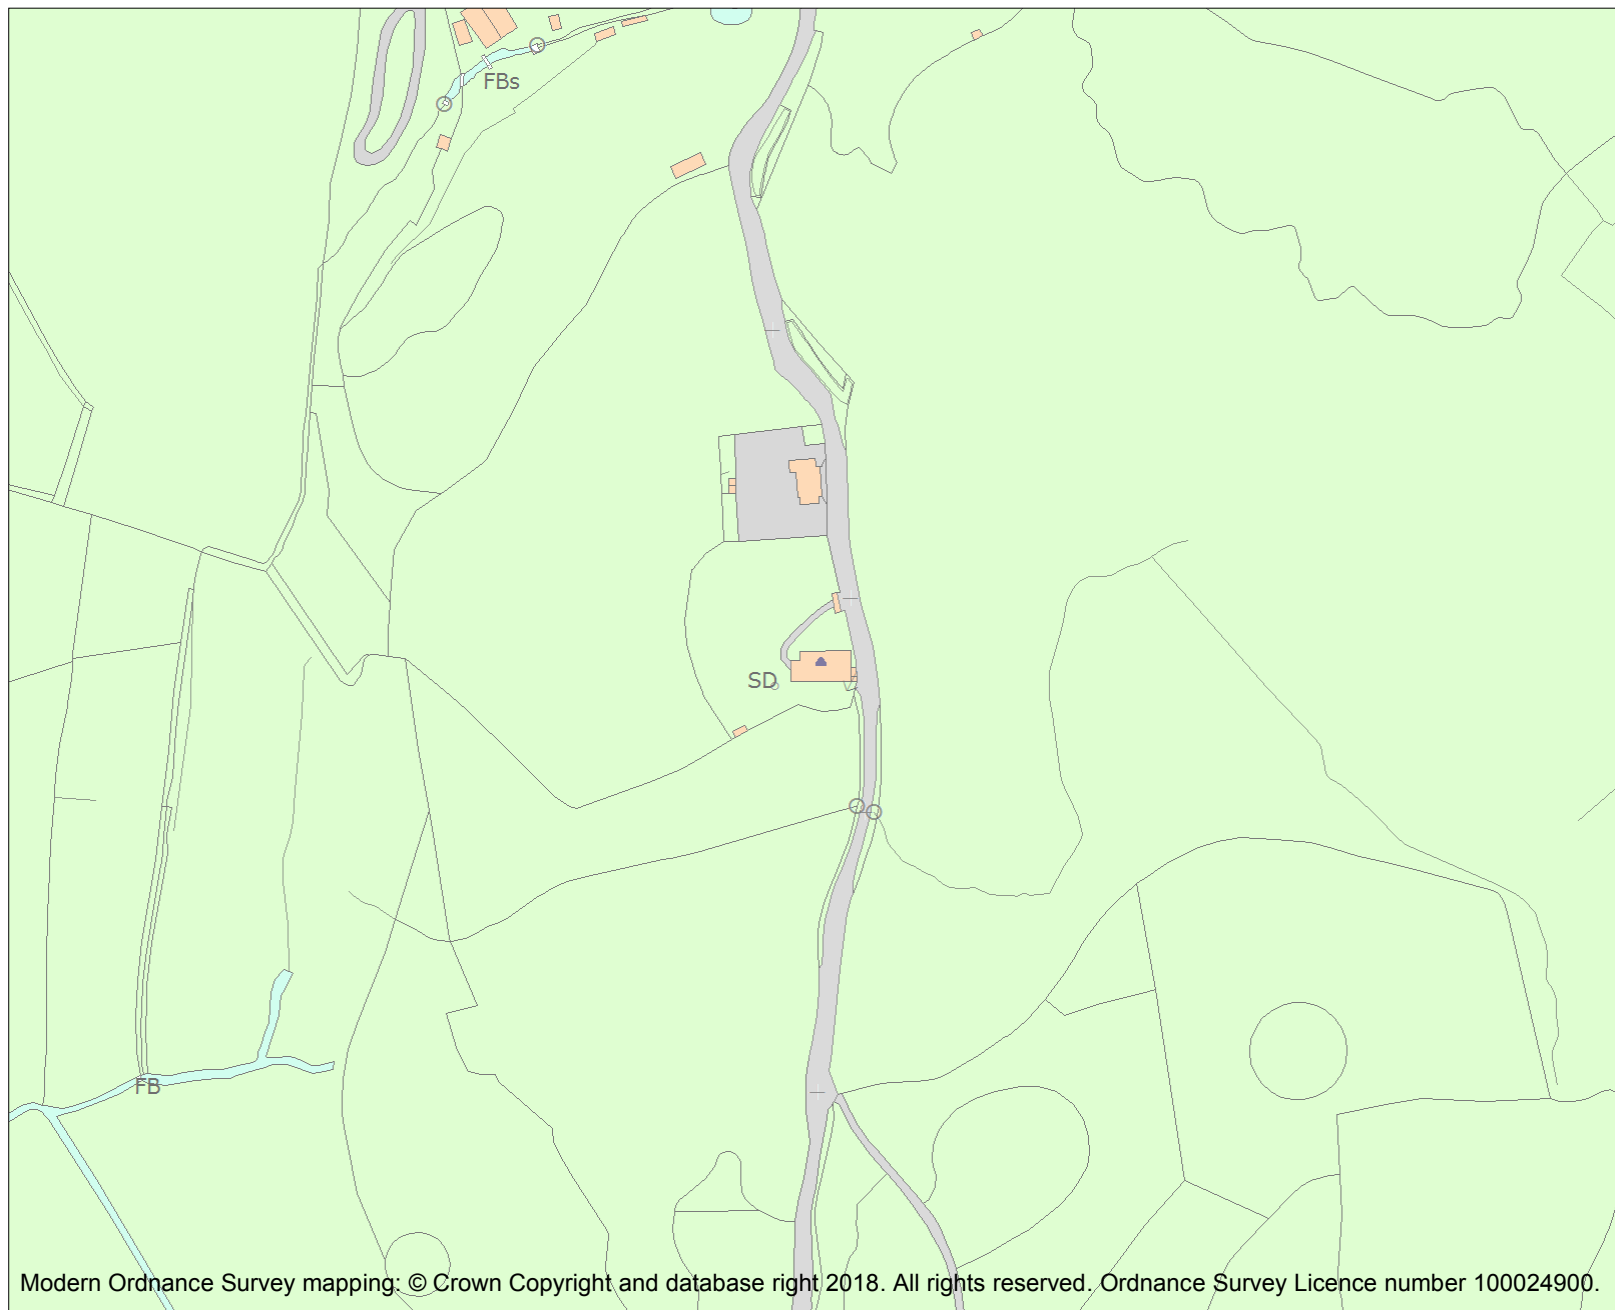 FBs
SD
FB
Modern Ordnance Survey mapping: © Crown Copyright and database right 2018. All rights reserved. Ordnance Survey Licence number 100024900.